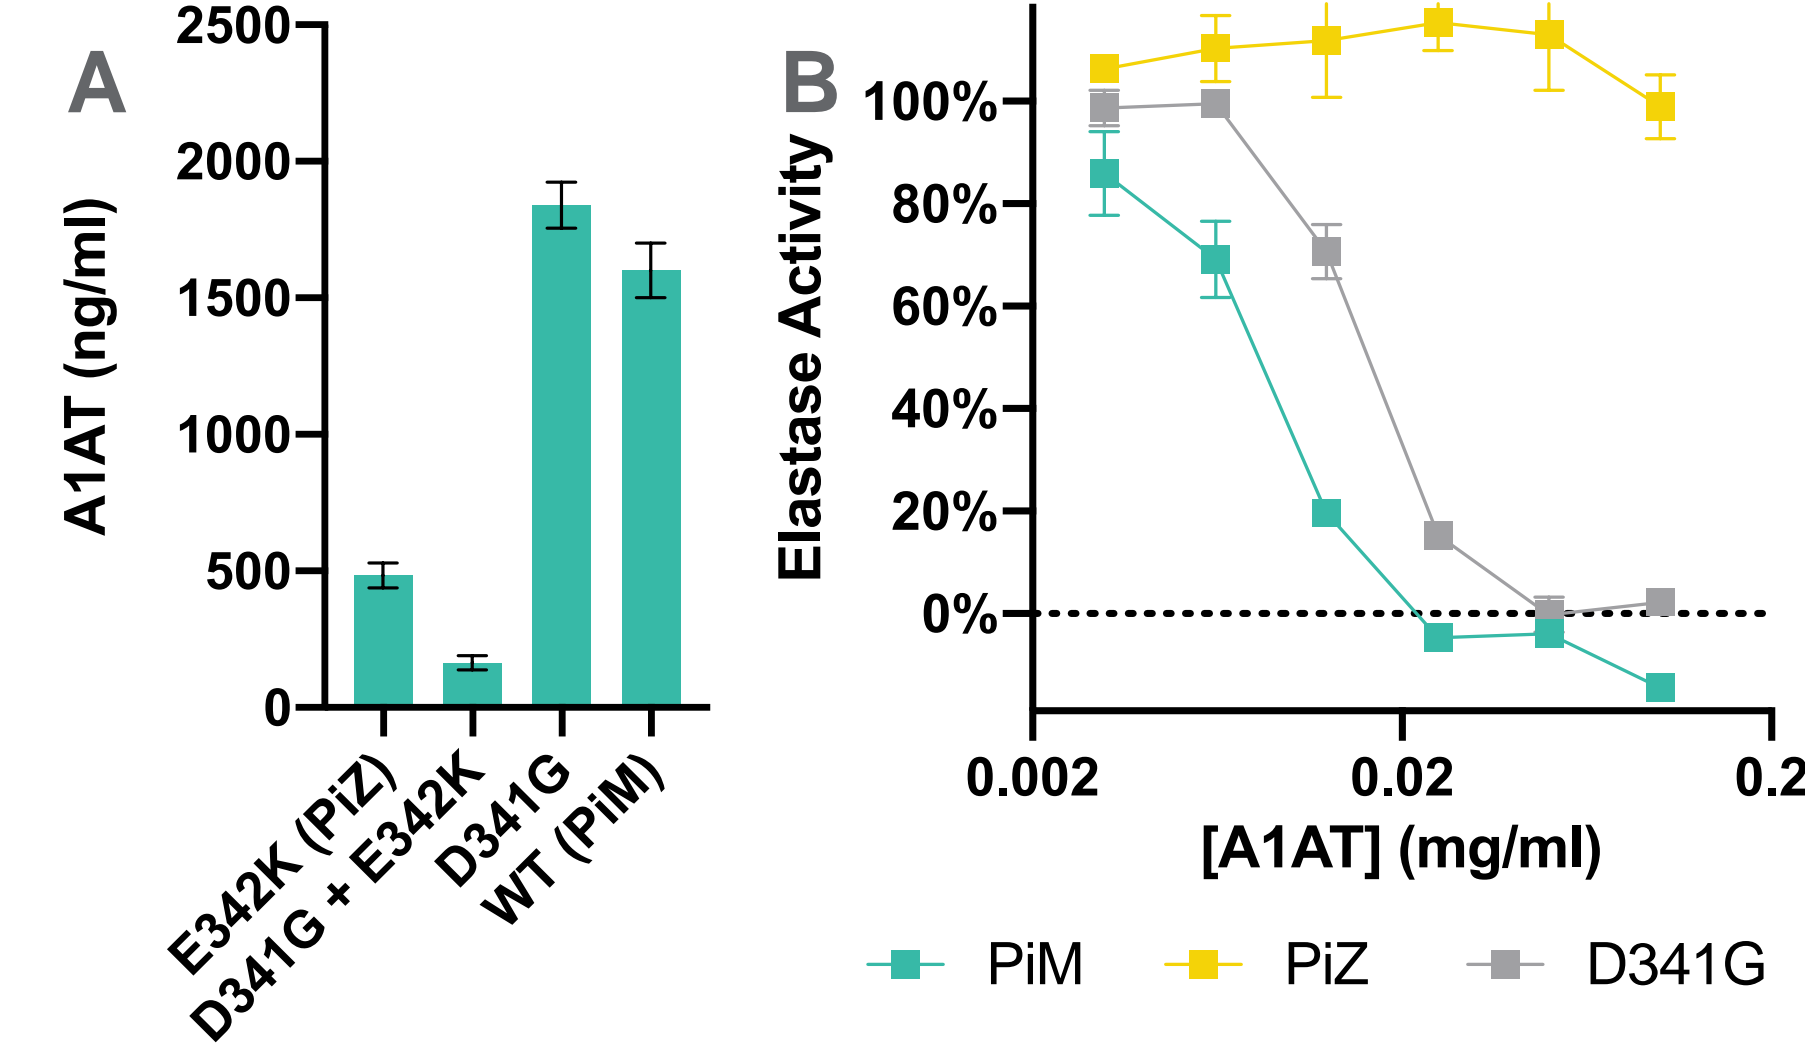 A
A1AT (ng/ml)
2500
2000
1500
1000
500
0
E342K (PiZ)
D341G + E342K
D341G
WT (PiM)
B
Elastase Activity
100%
80%
60%
40%
20%
0%
0.002
0.02
0.2
[A1AT] (mg/ml)
PiM
PiZ
D341G